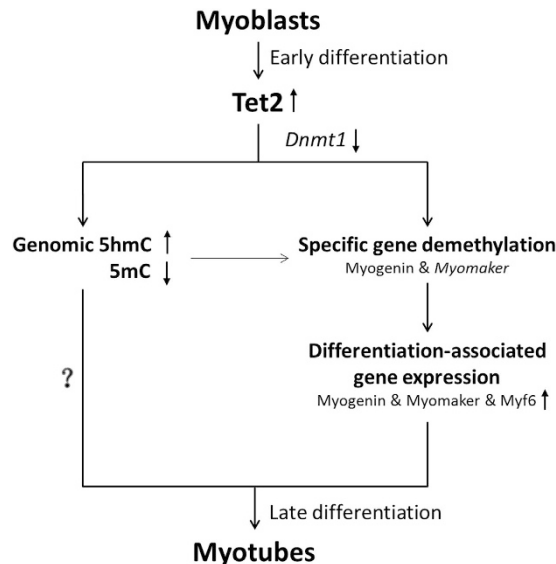 Myoblasts
Early differentiation
Tet2
Dnmt1
Genomic 5hmC
5mC
Specific gene demethylation
Myogenin & Myomaker
Differentiation-associated
gene expression
Myogenin & Myomaker & Myf6
?
Late differentiation
Myotubes